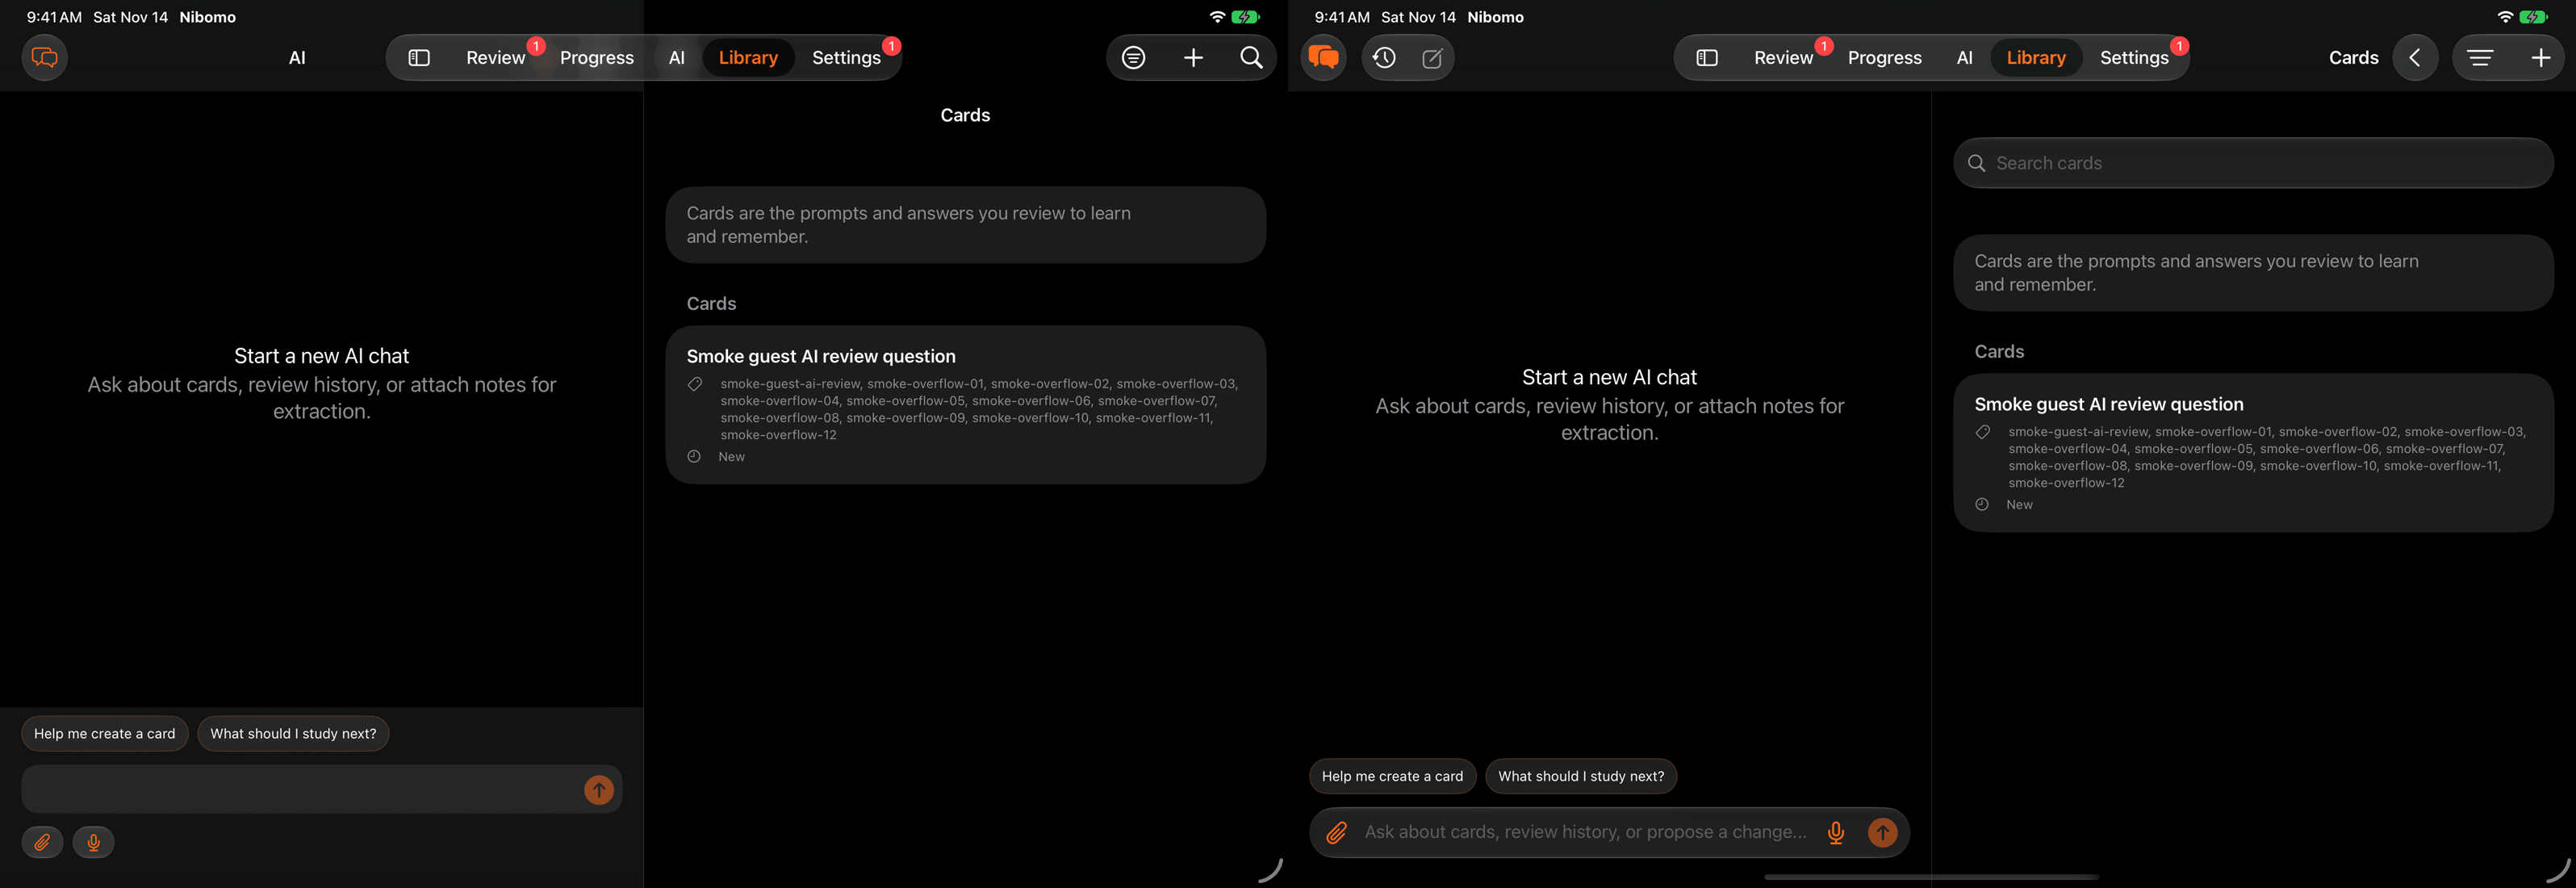 9:41 AM Sat Nov 14 Nibomo
AI
Review 1 Progress AI Library Settings 1
Cards
Cards are the prompts and answers you review to learn
and remember.
Cards
Smoke guest AI review question
smoke-guest-ai-review, smoke-overflow-01, smoke-overflow-02, smoke-overflow-03,
smoke-overflow-04, smoke-overflow-05, smoke-overflow-06, smoke-overflow-07,
smoke-overflow-08, smoke-overflow-09, smoke-overflow-10, smoke-overflow-11,
smoke-overflow-12
New
Start a new AI chat
Ask about cards, review history, or attach notes for
extraction.
Help me create a card
What should I study next?
9:41 AM Sat Nov 14 Nibomo
Review 1 Progress AI Library Settings 1
Cards
Search cards
Cards are the prompts and answers you review to learn
and remember.
Cards
Smoke guest AI review question
smoke-guest-ai-review, smoke-overflow-01, smoke-overflow-02, smoke-overflow-03,
smoke-overflow-04, smoke-overflow-05, smoke-overflow-06, smoke-overflow-07,
smoke-overflow-08, smoke-overflow-09, smoke-overflow-10, smoke-overflow-11,
smoke-overflow-12
New
Start a new AI chat
Ask about cards, review history, or attach notes for
extraction.
Help me create a card
What should I study next?
Ask about cards, review history, or propose a change...